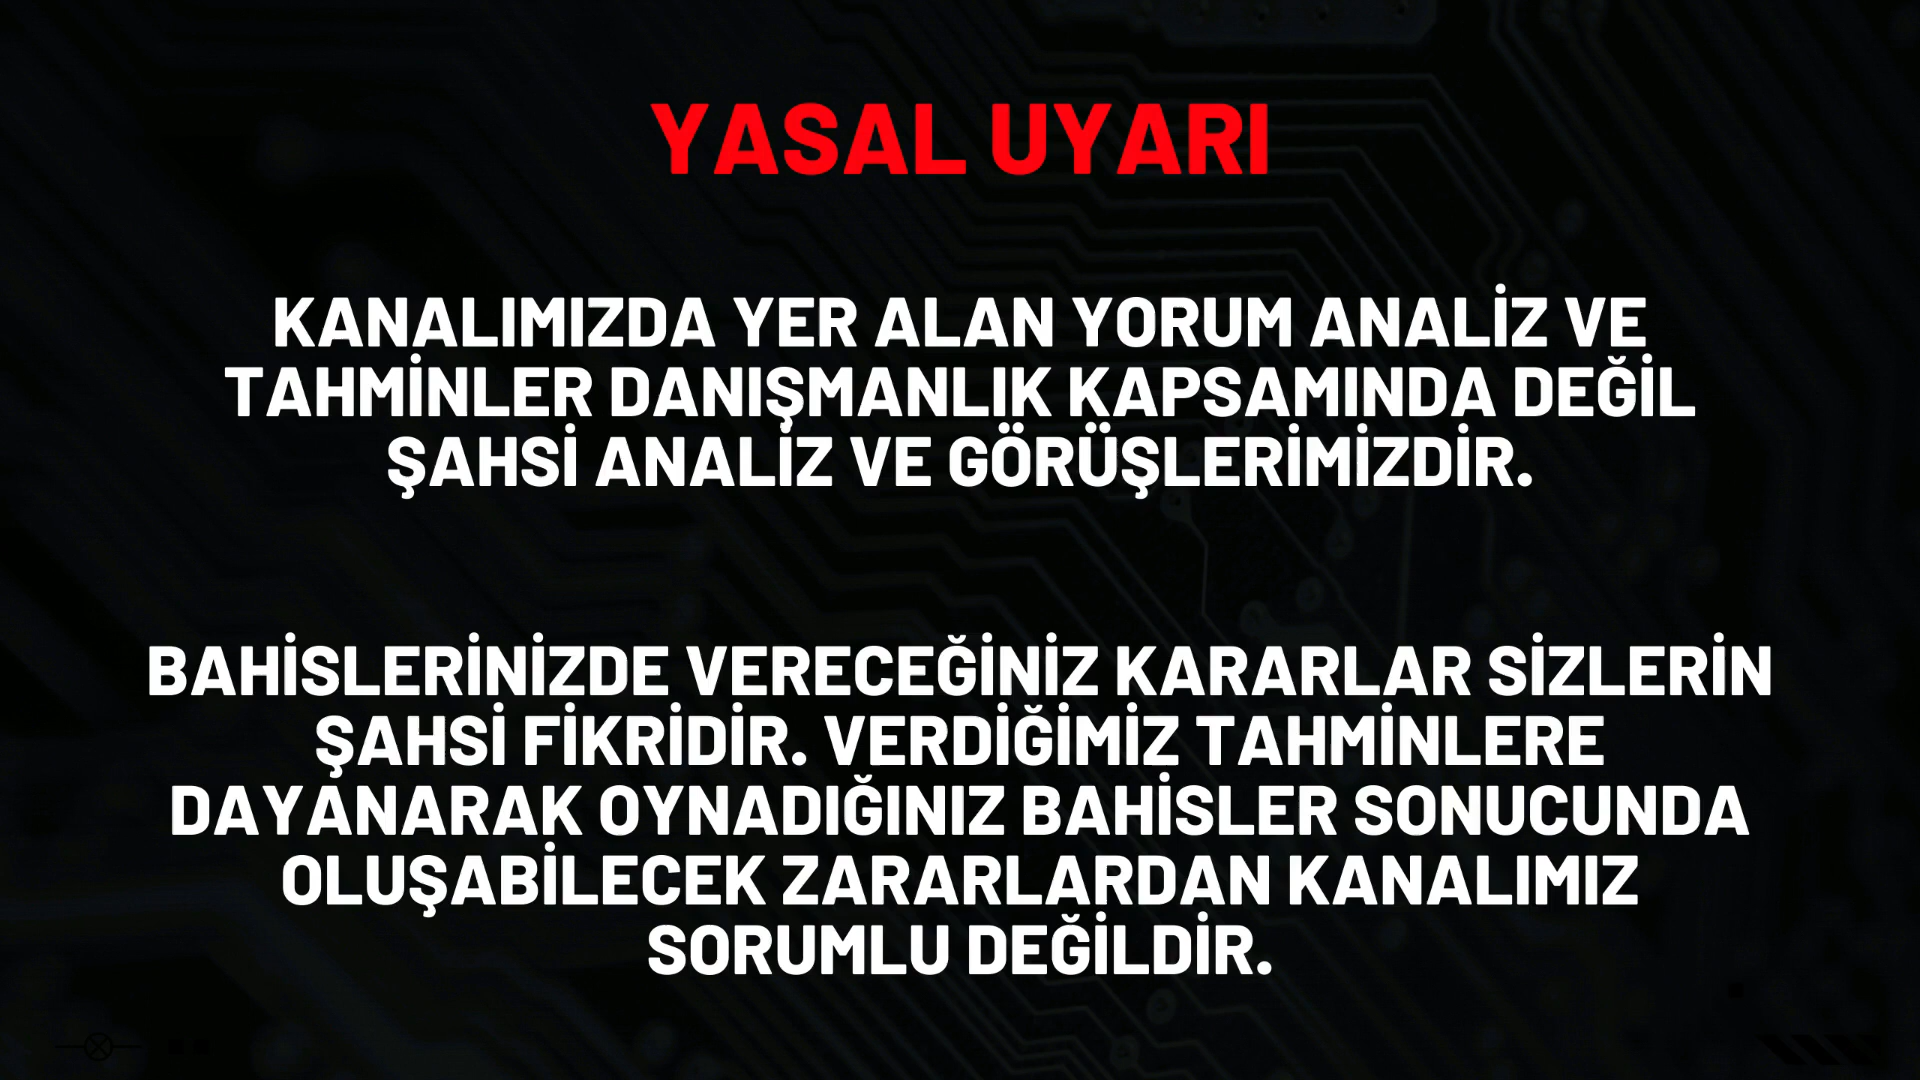 YASAL UYARI
KANALIMIZDA YER ALAN YORUM ANALİZ VE
TAHMİNLER DANIŞMANLIK KAPSAMINDA DEĞİL
ŞAHSİ ANALİZ VE GÖRÜŞLERİMİZDİR.
BAHİSLERİNİZDE VERECEĞİNİZ KARARLAR SİZLERİN
ŞAHSİ FİKRİDİR. VERDİĞİMİZ TAHMİNLERE
DAYANARAK OYNADIĞINIZ BAHİSLER SONUCUNDA
OLUŞABİLECEK ZARARLARDAN KANALIMIZ
SORUMLU DEĞİLDİR.